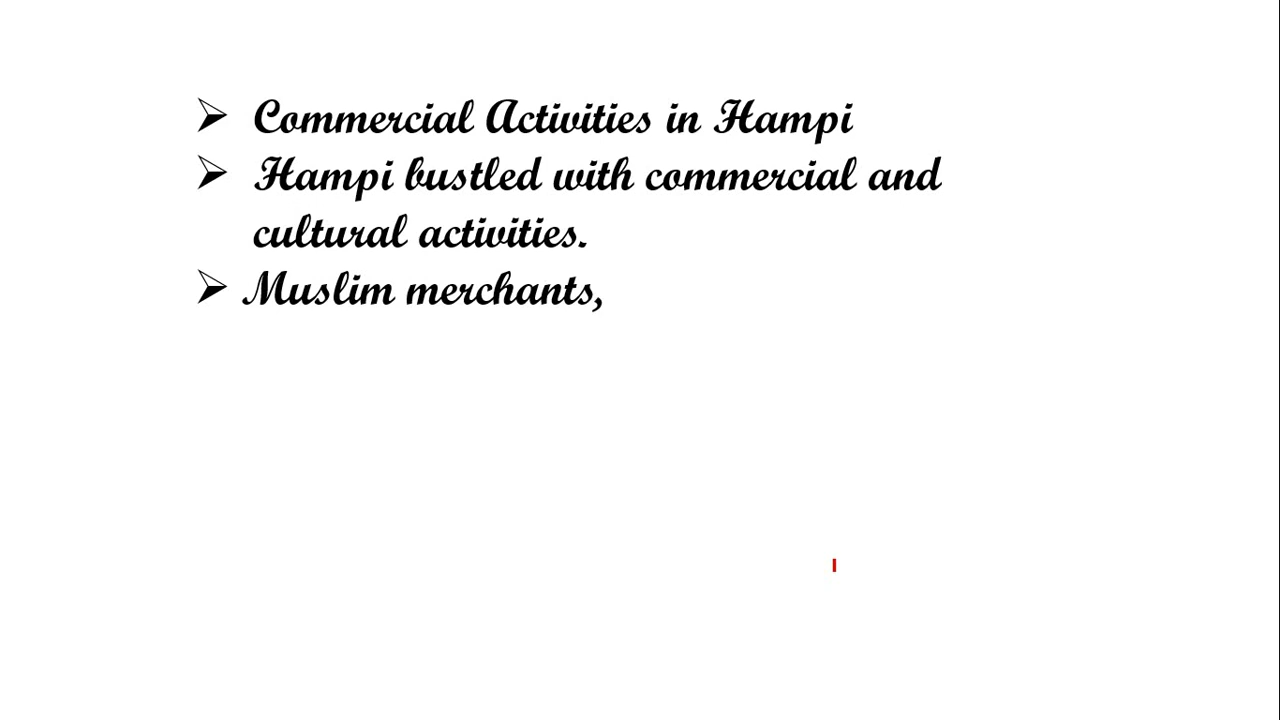 ➢ Commercial Activities in Hampi
➢ Hampi bustled with commercial and
cultural activities.
➢ Muslim merchants,